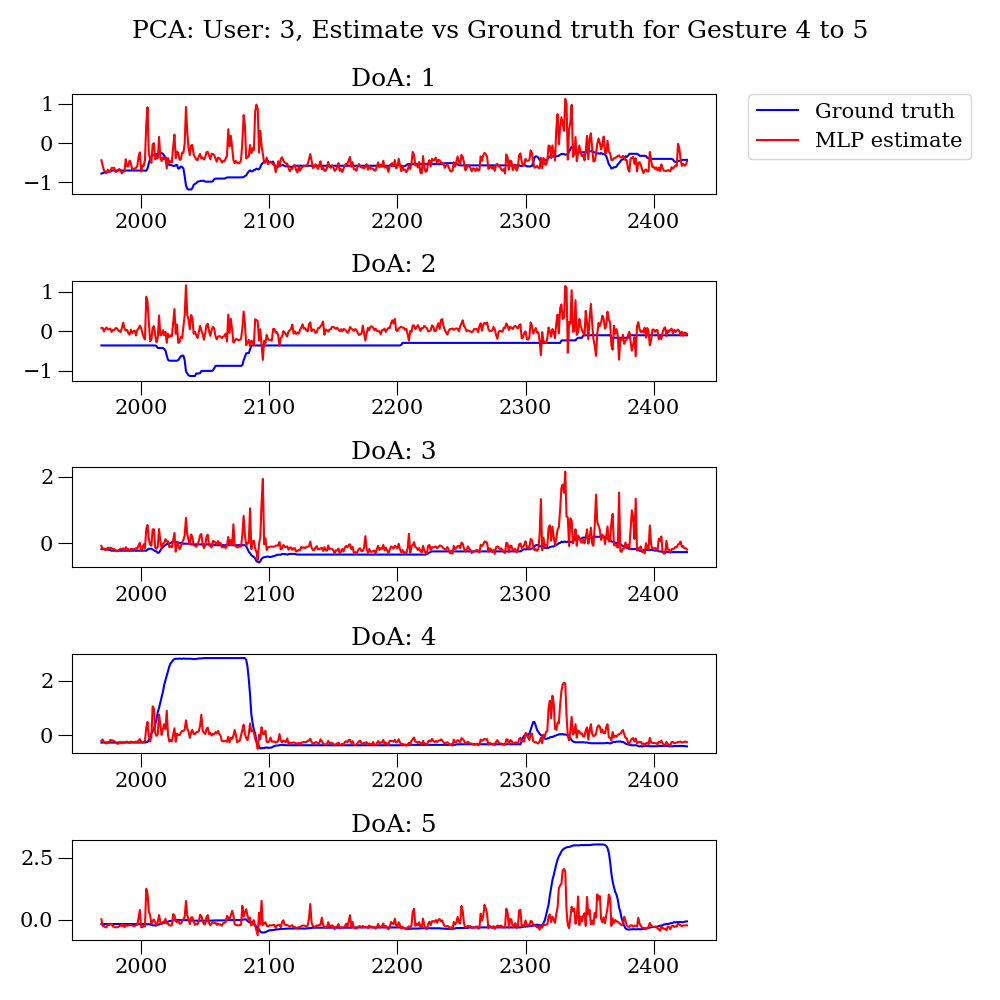 PCA: User: 3, Estimate vs Ground truth for Gesture 4 to 5
DoA: 1
Ground truth
MLP estimate
1
0
−1
2000 2100 2200 2300 2400
DoA: 2
1
0
−1
2000 2100 2200 2300 2400
DoA: 3
2
0
2000 2100 2200 2300 2400
DoA: 4
2
0
2000 2100 2200 2300 2400
DoA: 5
2.5
0.0
2000 2100 2200 2300 2400